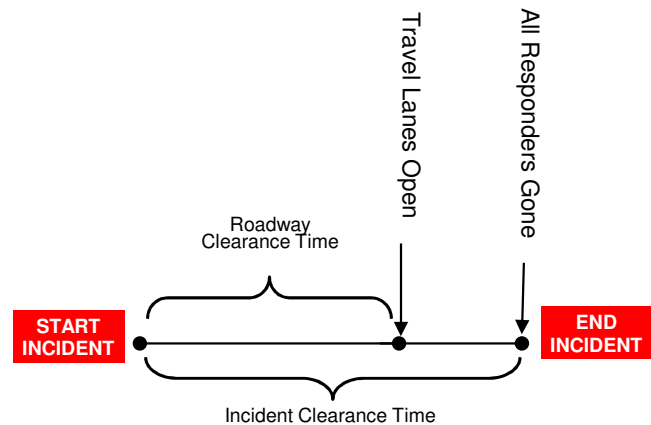 Travel Lanes Open
All Responders Gone
Roadway
Clearance Time
START
INCIDENT
END
INCIDENT
Incident Clearance Time